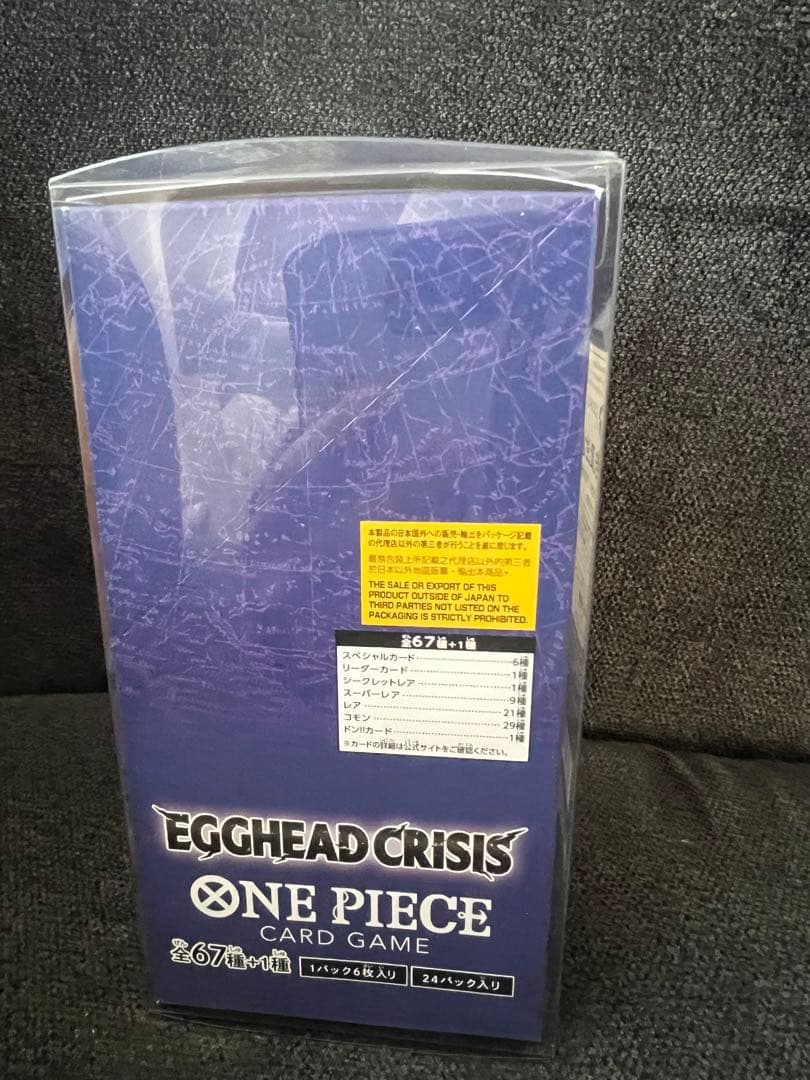 本製品の日本国外への販売・輸出をパッケージ記載
の代理店以外の第三者が行うことを厳に禁じます。
嚴禁包裝上所記載之代理店以外的第三者
於日本以外地區販賣、輸出本商品。
THE SALE OR EXPORT OF THIS
PRODUCT OUTSIDE OF JAPAN TO
THIRD PARTIES NOT LISTED ON THE
PACKAGING IS STRICTLY PROHIBITED.
全67種+1種
スペシャルカード 6種
リーダーカード 1種
シークレットレア 1種
スーパーレア 9種
レア 21種
コモン 29種
ドン!!カード 1種
※カードの詳細は公式サイトをご確認ください。
EGGHEAD CRISIS
ONE PIECE
CARD GAME
全67種+1種 1パック6枚入り 24パック入り